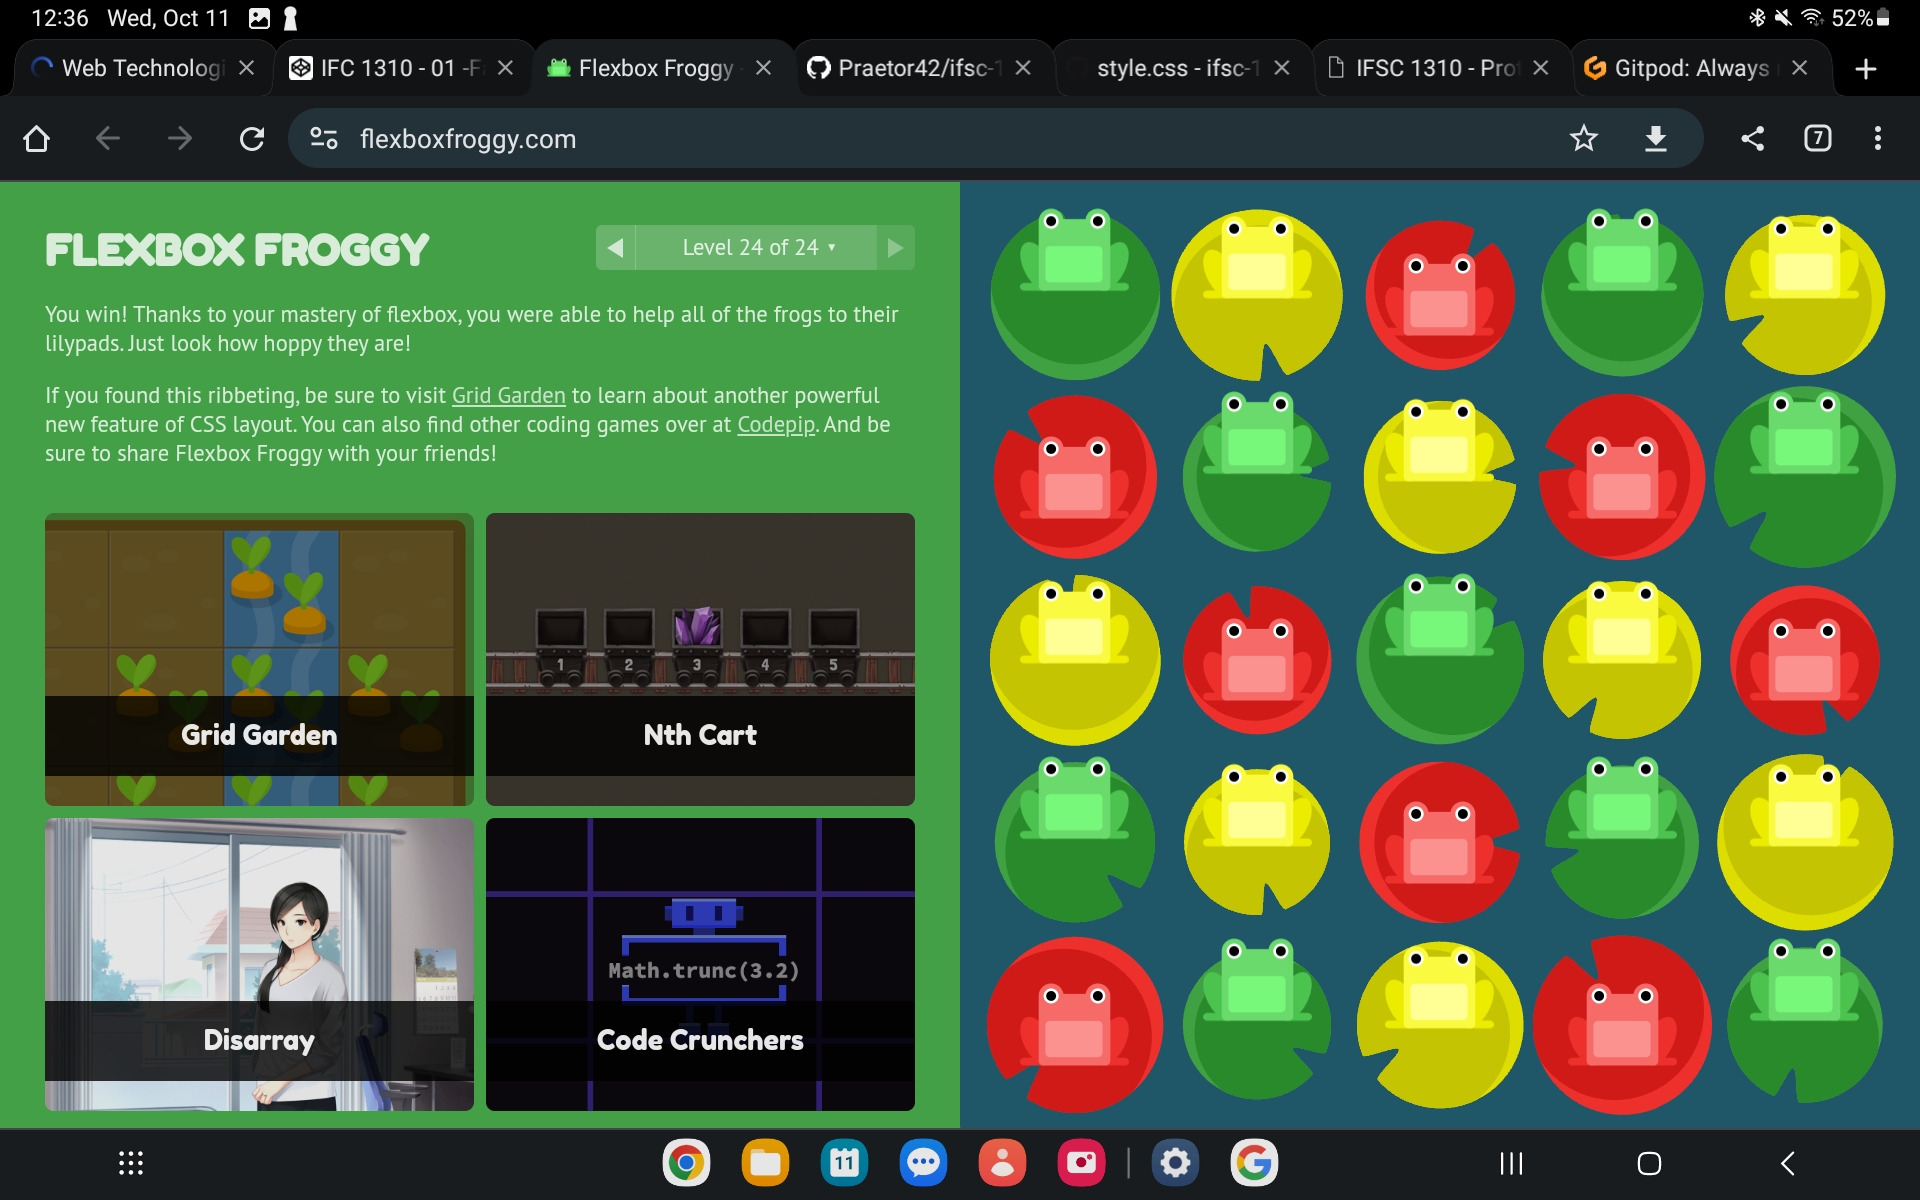 12:36 Wed, Oct 11
52%
Web Technologi
IFC 1310 - 01 -F
Flexbox Froggy
Praetor42/ifsc-1
style.css - ifsc-1
IFSC 1310 - Pro
Gitpod: Always
flexboxfroggy.com
7
FLEXBOX FROGGY
Level 24 of 24
You win! Thanks to your mastery of flexbox, you were able to help all of the frogs to their
lilypads. Just look how hoppy they are!
If you found this ribbeting, be sure to visit Grid Garden to learn about another powerful
new feature of CSS layout. You can also find other coding games over at Codepip. And be
sure to share Flexbox Froggy with your friends!
1 2 3 4 5
Grid Garden
Nth Cart
Math.trunc(3.2)
Disarray
Code Crunchers
11